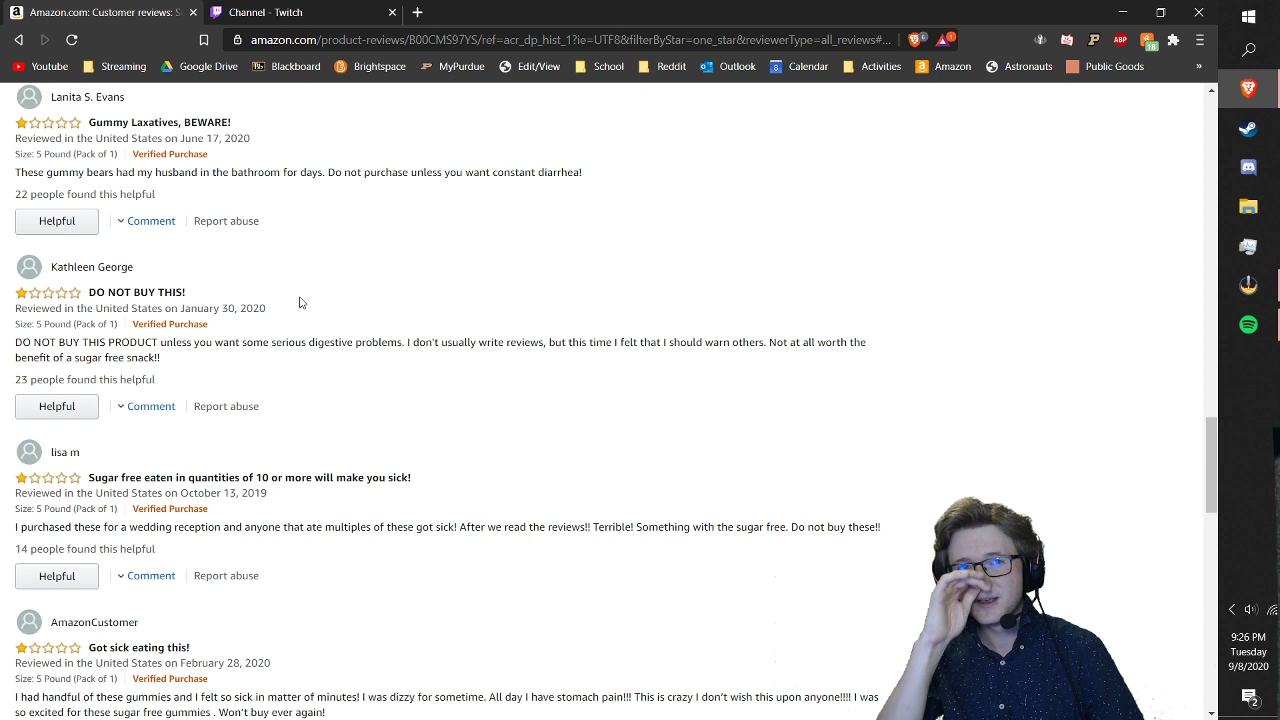 Amazon.com: Customer reviews: S
Channel - Twitch
amazon.com/product-reviews/B00CMQD7YS/ref=acr_dp_hist_1?ie=UTF8&filterByStar=one_star&reviewerType=all_reviews#...
6
1
ABP
18
Youtube
Streaming
Google Drive
Blackboard
Brightspace
Purdue
Edit/View
School
Reddit
Outlook
Calendar
Activities
Amazon
Astronauts
Public Goods
»
Lanita S. Evans
Gummy Laxatives, BEWARE!
Reviewed in the United States on June 17, 2020
Size: 5 Pound (Pack of 1) Verified Purchase
These gummy bears had my husband in the bathroom for days. Do not purchase unless you want constant diarrhea!
22 people found this helpful
Helpful Comment Report abuse
Kathleen George
DO NOT BUY THIS!
Reviewed in the United States on January 30, 2020
Size: 5 Pound (Pack of 1) Verified Purchase
DO NOT BUY THIS PRODUCT unless you want some serious digestive problems. I don't usually write reviews, but this time I felt that I should warn others. Not at all worth the
benefit of a sugar free snack!!
23 people found this helpful
Helpful Comment Report abuse
lisa m
Sugar free eaten in quantities of 10 or more will make you sick!
Reviewed in the United States on October 13, 2019
Size: 5 Pound (Pack of 1) Verified Purchase
I purchased these for a wedding reception and anyone that ate multiples of these got sick! After we read the reviews!! Terrible! Something with the sugar free. Do not buy these!!
14 people found this helpful
Helpful Comment Report abuse
AmazonCustomer
Got sick eating this!
Reviewed in the United States on February 28, 2020
Size: 5 Pound (Pack of 1) Verified Purchase
I had handful of these gummies and I felt so sick in matter of minutes! I was dizzy for sometime. All day I have stomach pain!!! This is crazy I don't wish this upon anyone!!!! I was
so excited for these sugar free gummies . Won't buy ever again!
9:26 PM
Tuesday
9/8/2020
2